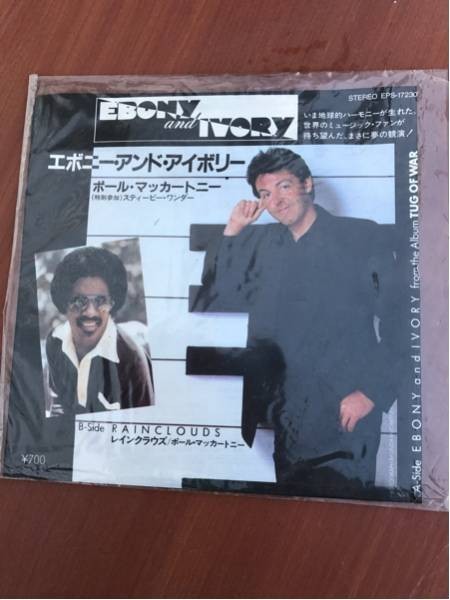 EBONY
and IVORY
STEREO EPS-17230
いま地球的ハーモニーが生れた。
世界のミュージック・ファンが
待ち望んだ、まさに夢の競演!
エボニー・アンド・アイボリー
ポール・マッカートニー
(特別参加)スティービー・ワンダー
B-Side RAINCLOUDS
レインクラウズ/ポール・マッカートニー
¥700
A-Side EBONY and IVORY from the Album TUG OF WAR